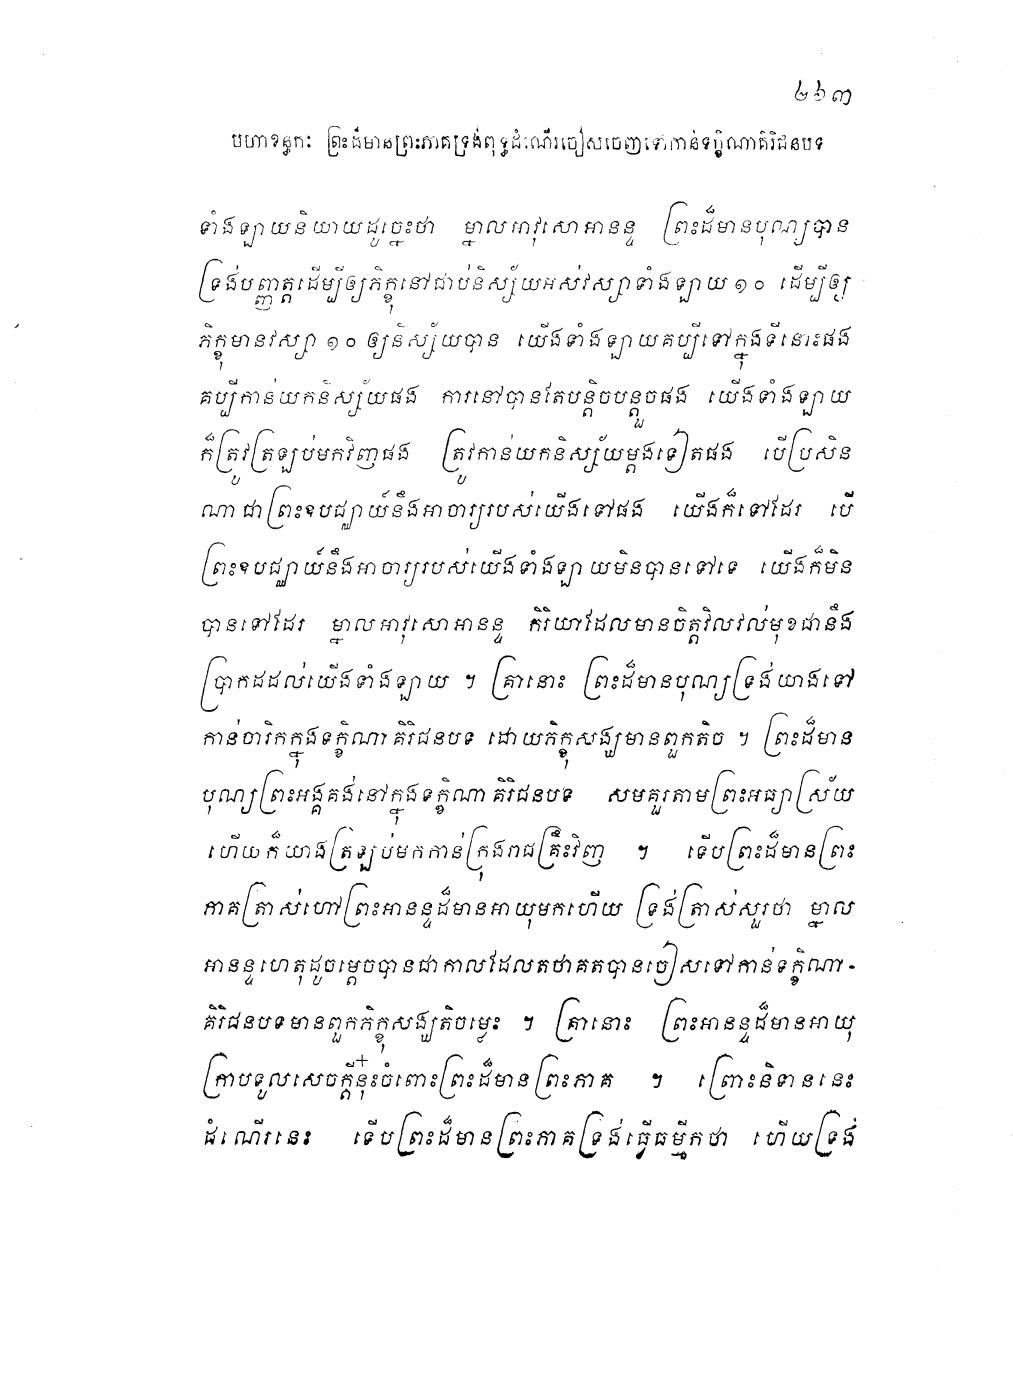 ២៦៣
មហាខន្ធកៈ ព្រះដ៏មានព្រះភាគទ្រង់ពុទ្ធដំណើរចៀសចេញទៅកាន់ទក្ខិណាគិរិជនបទ
ទាំងឡាយនិយាយដូច្នេះថា ម្នាលអាវុសោអានន្ទ ព្រះដ៏មានបុណ្យបាន
ទ្រង់បញ្ញត្តដើម្បីឲ្យភិក្ខុនៅជាប់និស្ស័យអស់វស្សាទាំងឡាយ ១០ ដើម្បីឲ្យ
ភិក្ខុមានវស្សា ១០ ឲ្យនិស្ស័យបាន យើងទាំងឡាយគប្បីទៅក្នុងទីនោះផង
គប្បីកាន់យកនិស្ស័យផង ការនៅបានតែបន្តិចបន្តួចផង យើងទាំងឡាយ
ក៏ត្រូវត្រឡប់មកវិញផង ត្រូវកាន់យកនិស្ស័យម្តងទៀតផង បើប្រសិន
ណាជាព្រះឧបជ្ឈាយ៍នឹងអាចារ្យរបស់យើងទៅផង យើងក៏ទៅដែរ បើ
ព្រះឧបជ្ឈាយ៍នឹងអាចារ្យរបស់យើងទាំងឡាយមិនបានទៅទេ យើងក៏មិន
បានទៅដែរ ម្នាលអាវុសោអានន្ទ កិរិយាដែលមានចិត្តវិលវល់មុខជានឹង
ប្រាកដដល់យើងទាំងឡាយ ។ គ្រានោះ ព្រះដ៏មានបុណ្យទ្រង់យាងទៅ
កាន់ចារិកក្នុងទក្ខិណាគិរិជនបទ ដោយភិក្ខុសង្ឃមានពួកតិច ។ ព្រះដ៏មាន
បុណ្យព្រះអង្គគង់នៅក្នុងទក្ខិណាគិរិជនបទ សមគួរតាមព្រះអធ្យាស្រ័យ
ហើយក៏យាងត្រឡប់មកកាន់ក្រុងរាជគ្រឹះវិញ ។ ទើបព្រះដ៏មានព្រះ
ភាគត្រាស់ហៅព្រះអានន្ទដ៏មានអាយុមកហើយ ទ្រង់ត្រាស់សួរថា ម្នាល
អានន្ទហេតុដូចម្តេចបានជាកាលដែលតថាគតបានចៀសទៅកាន់ទក្ខិណា-
គិរិជនបទមានពួកភិក្ខុសង្ឃតិចម្លេះ ។ គ្រានោះ ព្រះអានន្ទដ៏មានអាយុ
ក្រាបទូលសេចក្តីនុ៎ះចំពោះព្រះដ៏មានព្រះភាគ ។ ព្រោះនិទាននេះ
ដំណើរនេះ ទើបព្រះដ៏មានព្រះភាគទ្រង់ធ្វើធម្មីកថា ហើយទ្រង់